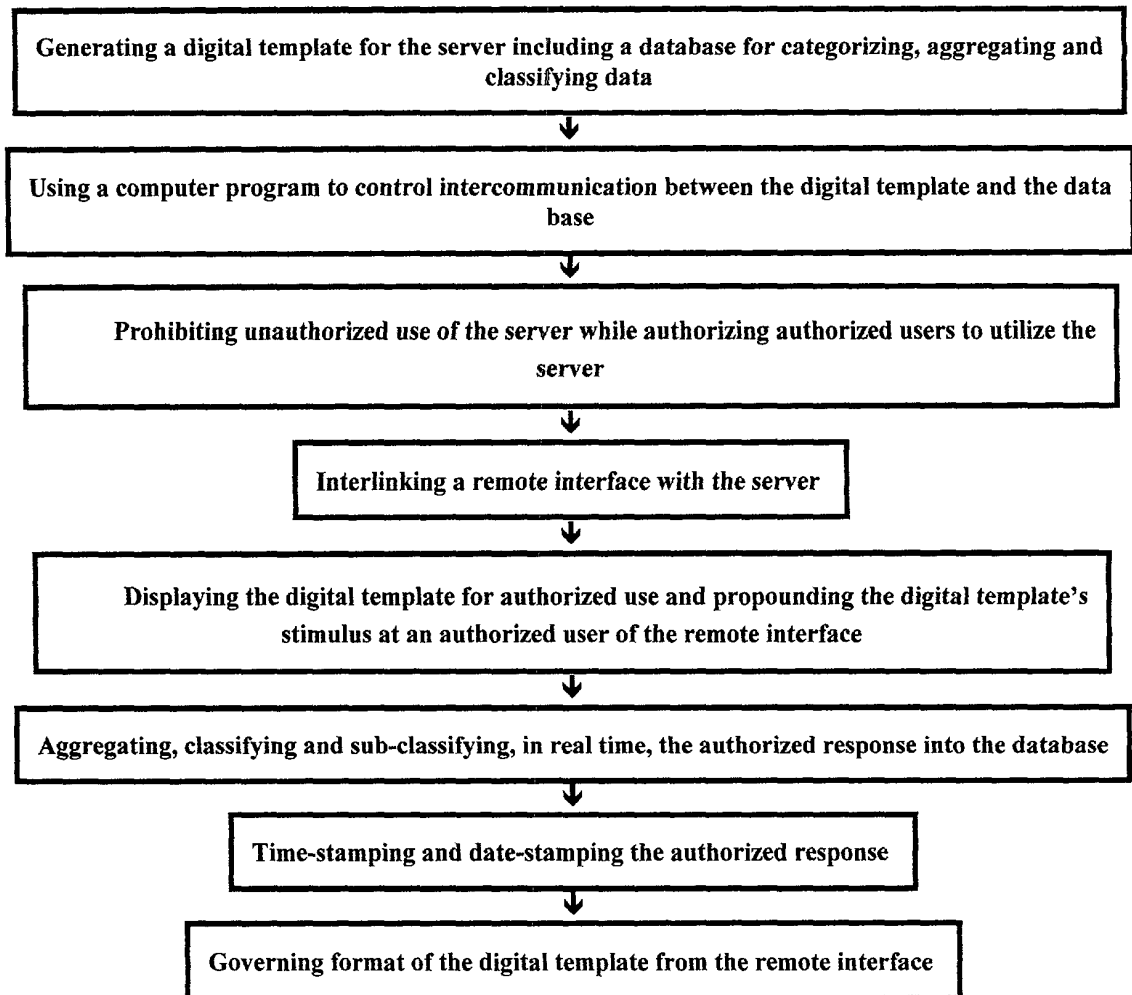 Generating a digital template for the server including a database for categorizing, aggregating and
classifying data
Using a computer program to control intercommunication between the digital template and the data
base
Prohibiting unauthorized use of the server while authorizing authorized users to utilize the
server
Interlinking a remote interface with the server
Displaying the digital template for authorized use and propounding the digital template's
stimulus at an authorized user of the remote interface
Aggregating, classifying and sub-classifying, in real time, the authorized response into the database
Time-stamping and date-stamping the authorized response
Governing format of the digital template from the remote interface